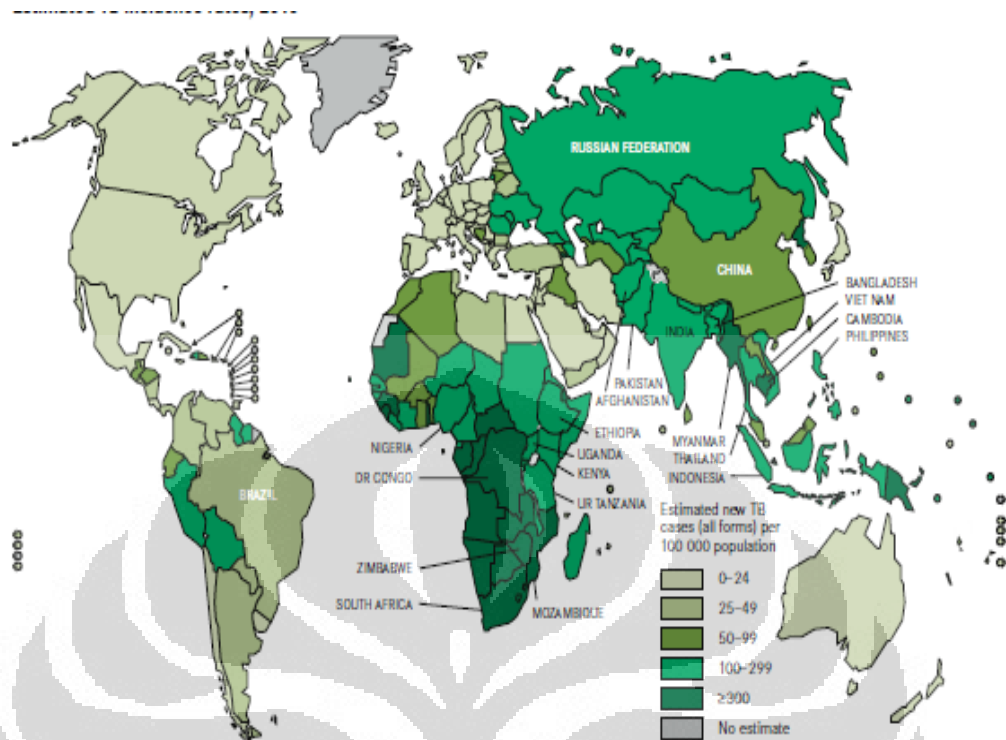 RUSSIAN FEDERATION
CHINA
BANGLADESH
VIET NAM
CAMBODIA
PHILIPPINES
INDIA
PAKISTAN
AFGHANISTAN
NIGERIA
ETHIOPIA
UGANDA
MYANMAR
THAILAND
KENYA
INDONESIA
DR CONGO
BRAZIL
UR TANZANIA
Estimated new TB
cases (all forms) per
100 000 population
ZIMBABWE
0–24
SOUTH AFRICA
MOZAMBIQUE
25–49
50–99
100–299
≥300
No estimate